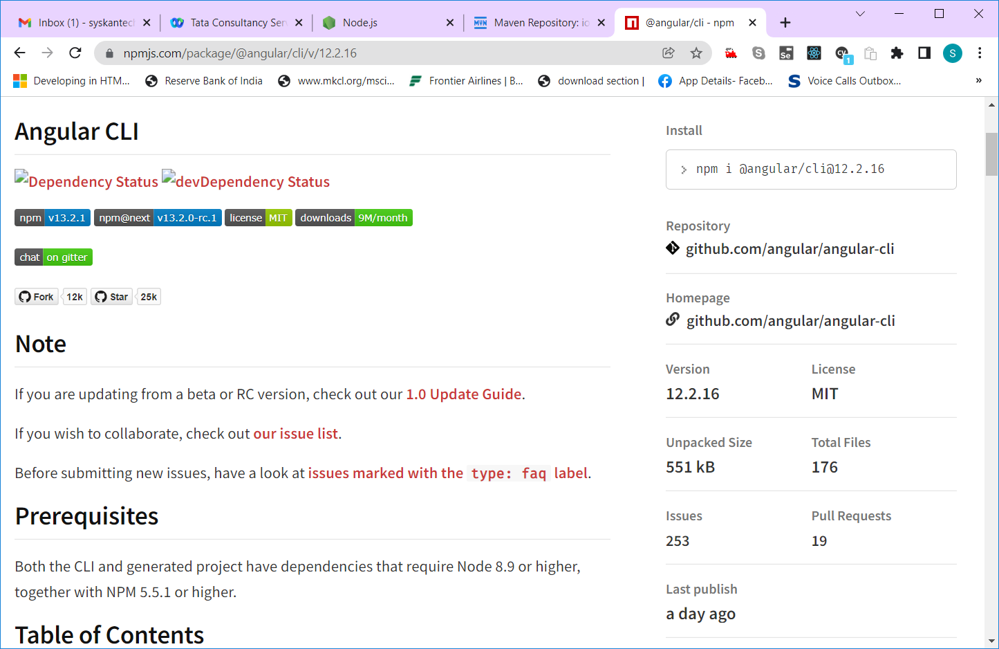 Inbox (1) - syskantecl
Tata Consultancy Serv
Node.js
Maven Repository: io
@angular/cli - npm
npmjs.com/package/@angular/cli/v/12.2.16
S
Se
cy
1
S
Developing in HTM...
Reserve Bank of India
www.mkcl.org/msci...
Frontier Airlines | B...
download section |
App Details- Faceb...
Voice Calls Outbox...
»
Angular CLI
Dependency Status devDependency Status
npm v13.2.1 npm@next v13.2.0-rc.1 license MIT downloads 9M/month
chat on gitter
Fork 12k Star 25k
Note
If you are updating from a beta or RC version, check out our 1.0 Update Guide.
If you wish to collaborate, check out our issue list.
Before submitting new issues, have a look at issues marked with the type: faq label.
Prerequisites
Both the CLI and generated project have dependencies that require Node 8.9 or higher,
together with NPM 5.5.1 or higher.
Table of Contents
Install
> npm i @angular/cli@12.2.16
Repository
github.com/angular/angular-cli
Homepage
github.com/angular/angular-cli
Version License
12.2.16 MIT
Unpacked Size Total Files
551 kB 176
Issues Pull Requests
253 19
Last publish
a day ago